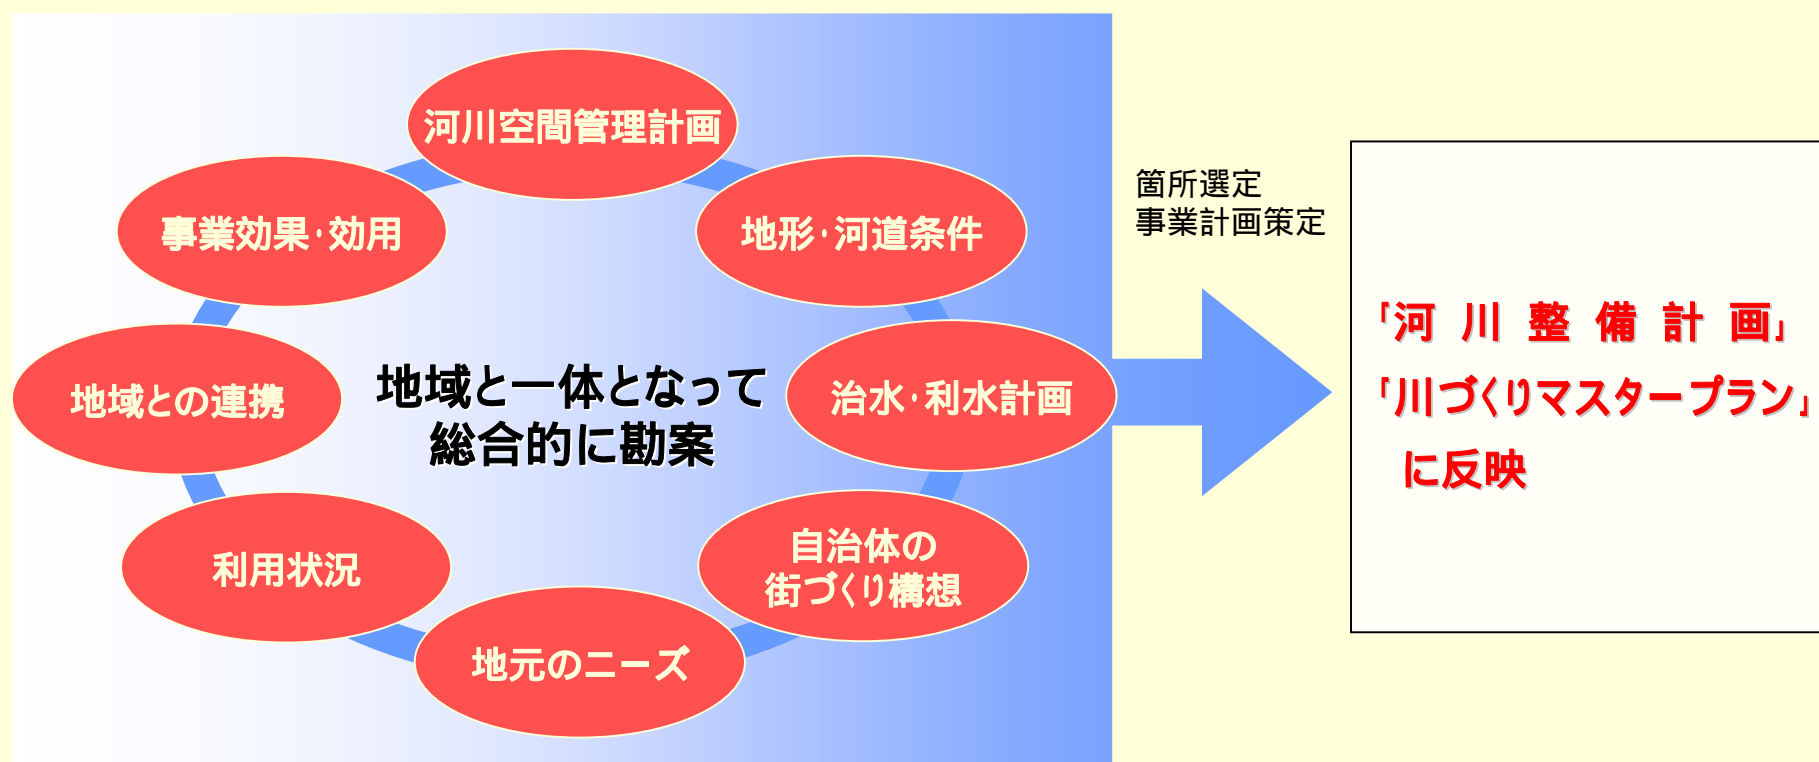 河川空間管理計画
事業効果・効用
地形・河道条件
地域との連携
地域と一体となって
総合的に勘案
治水・利水計画
利用状況
自治体の
街づくり構想
地元のニーズ
箇所選定
事業計画策定
「河 川 整 備 計 画」
「川づくりマスタープラン」
に反映